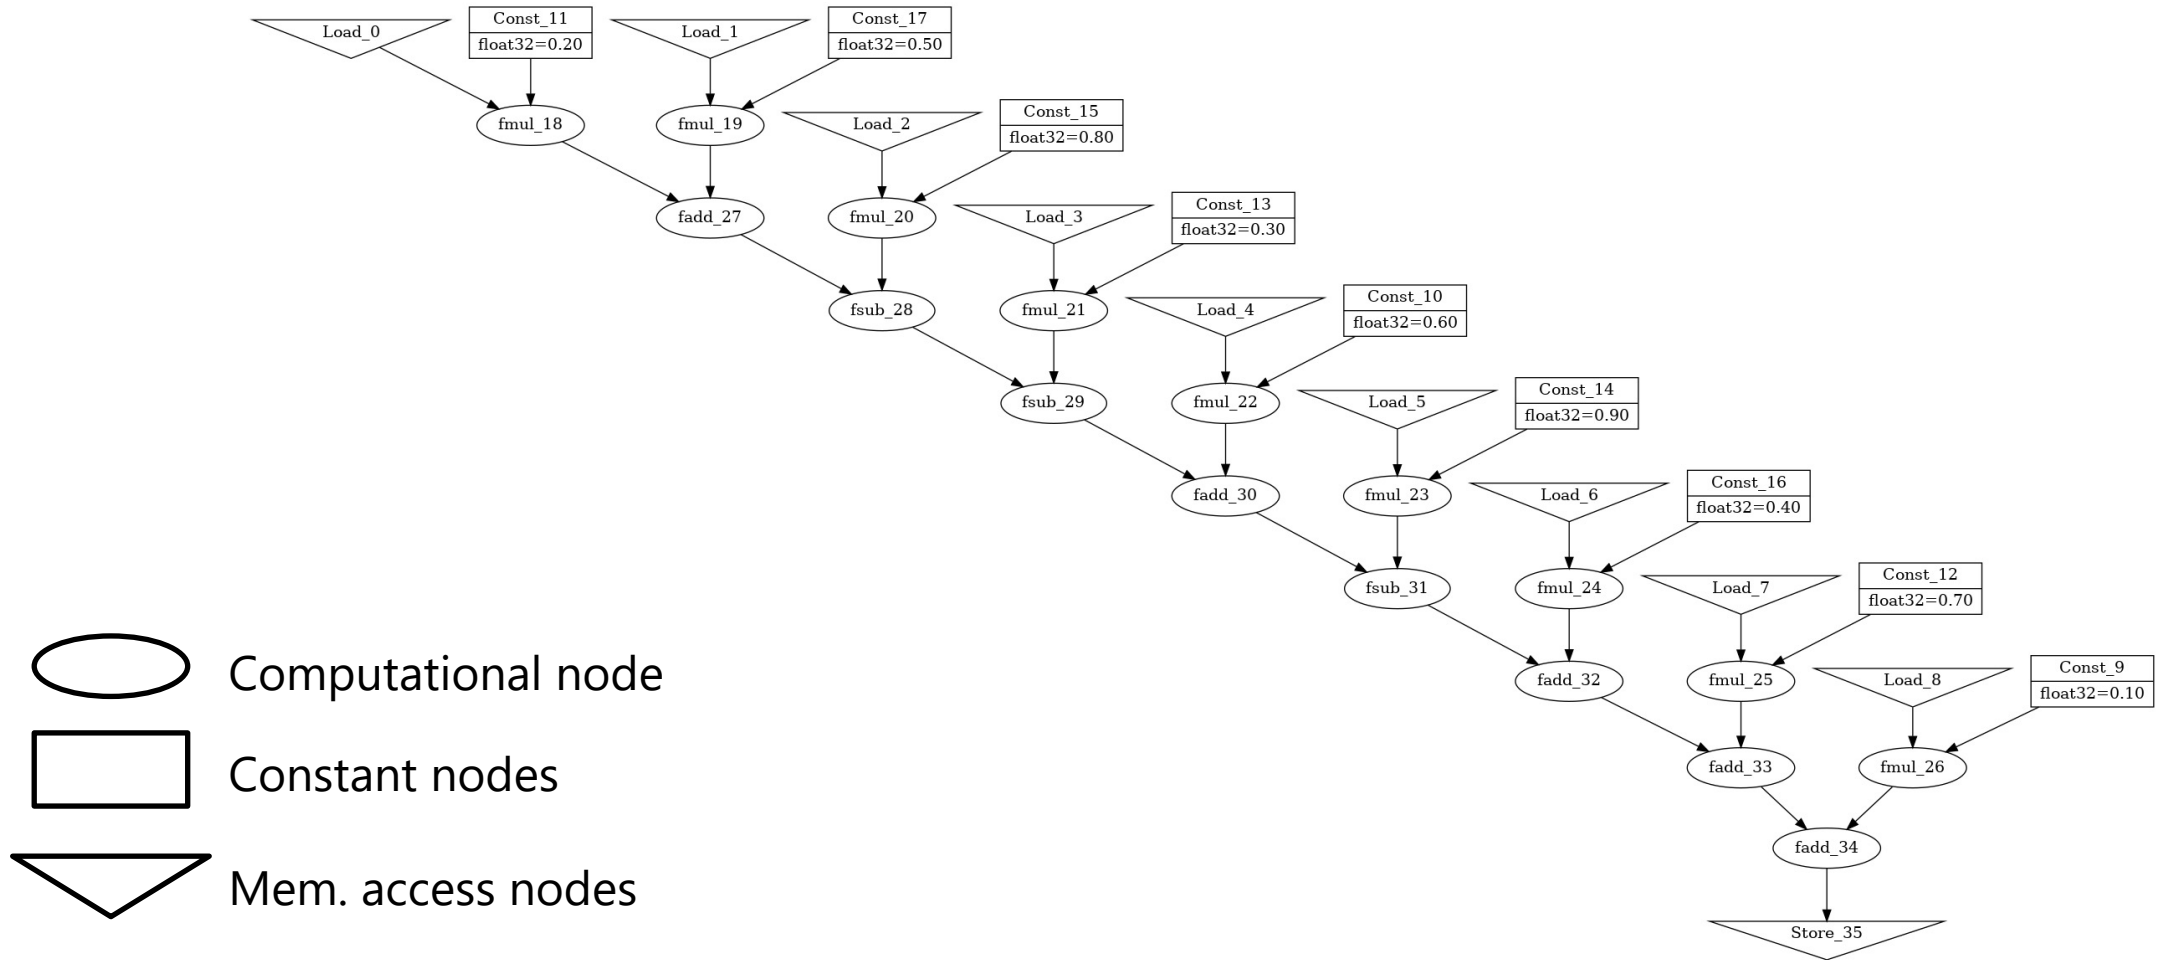 Load_0
Const_11
float32=0.20
Load_1
Const_17
float32=0.50
fmul_18
fmul_19
Load_2
Const_15
float32=0.80
fadd_27
fmul_20
Load_3
Const_13
float32=0.30
fsub_28
fmul_21
Load_4
Const_10
float32=0.60
fsub_29
fmul_22
Load_5
Const_14
float32=0.90
fadd_30
fmul_23
Load_6
Const_16
float32=0.40
fsub_31
fmul_24
Load_7
Const_12
float32=0.70
fadd_32
fmul_25
Load_8
Const_9
float32=0.10
fadd_33
fmul_26
fadd_34
Store_35
Computational node
Constant nodes
Mem. access nodes